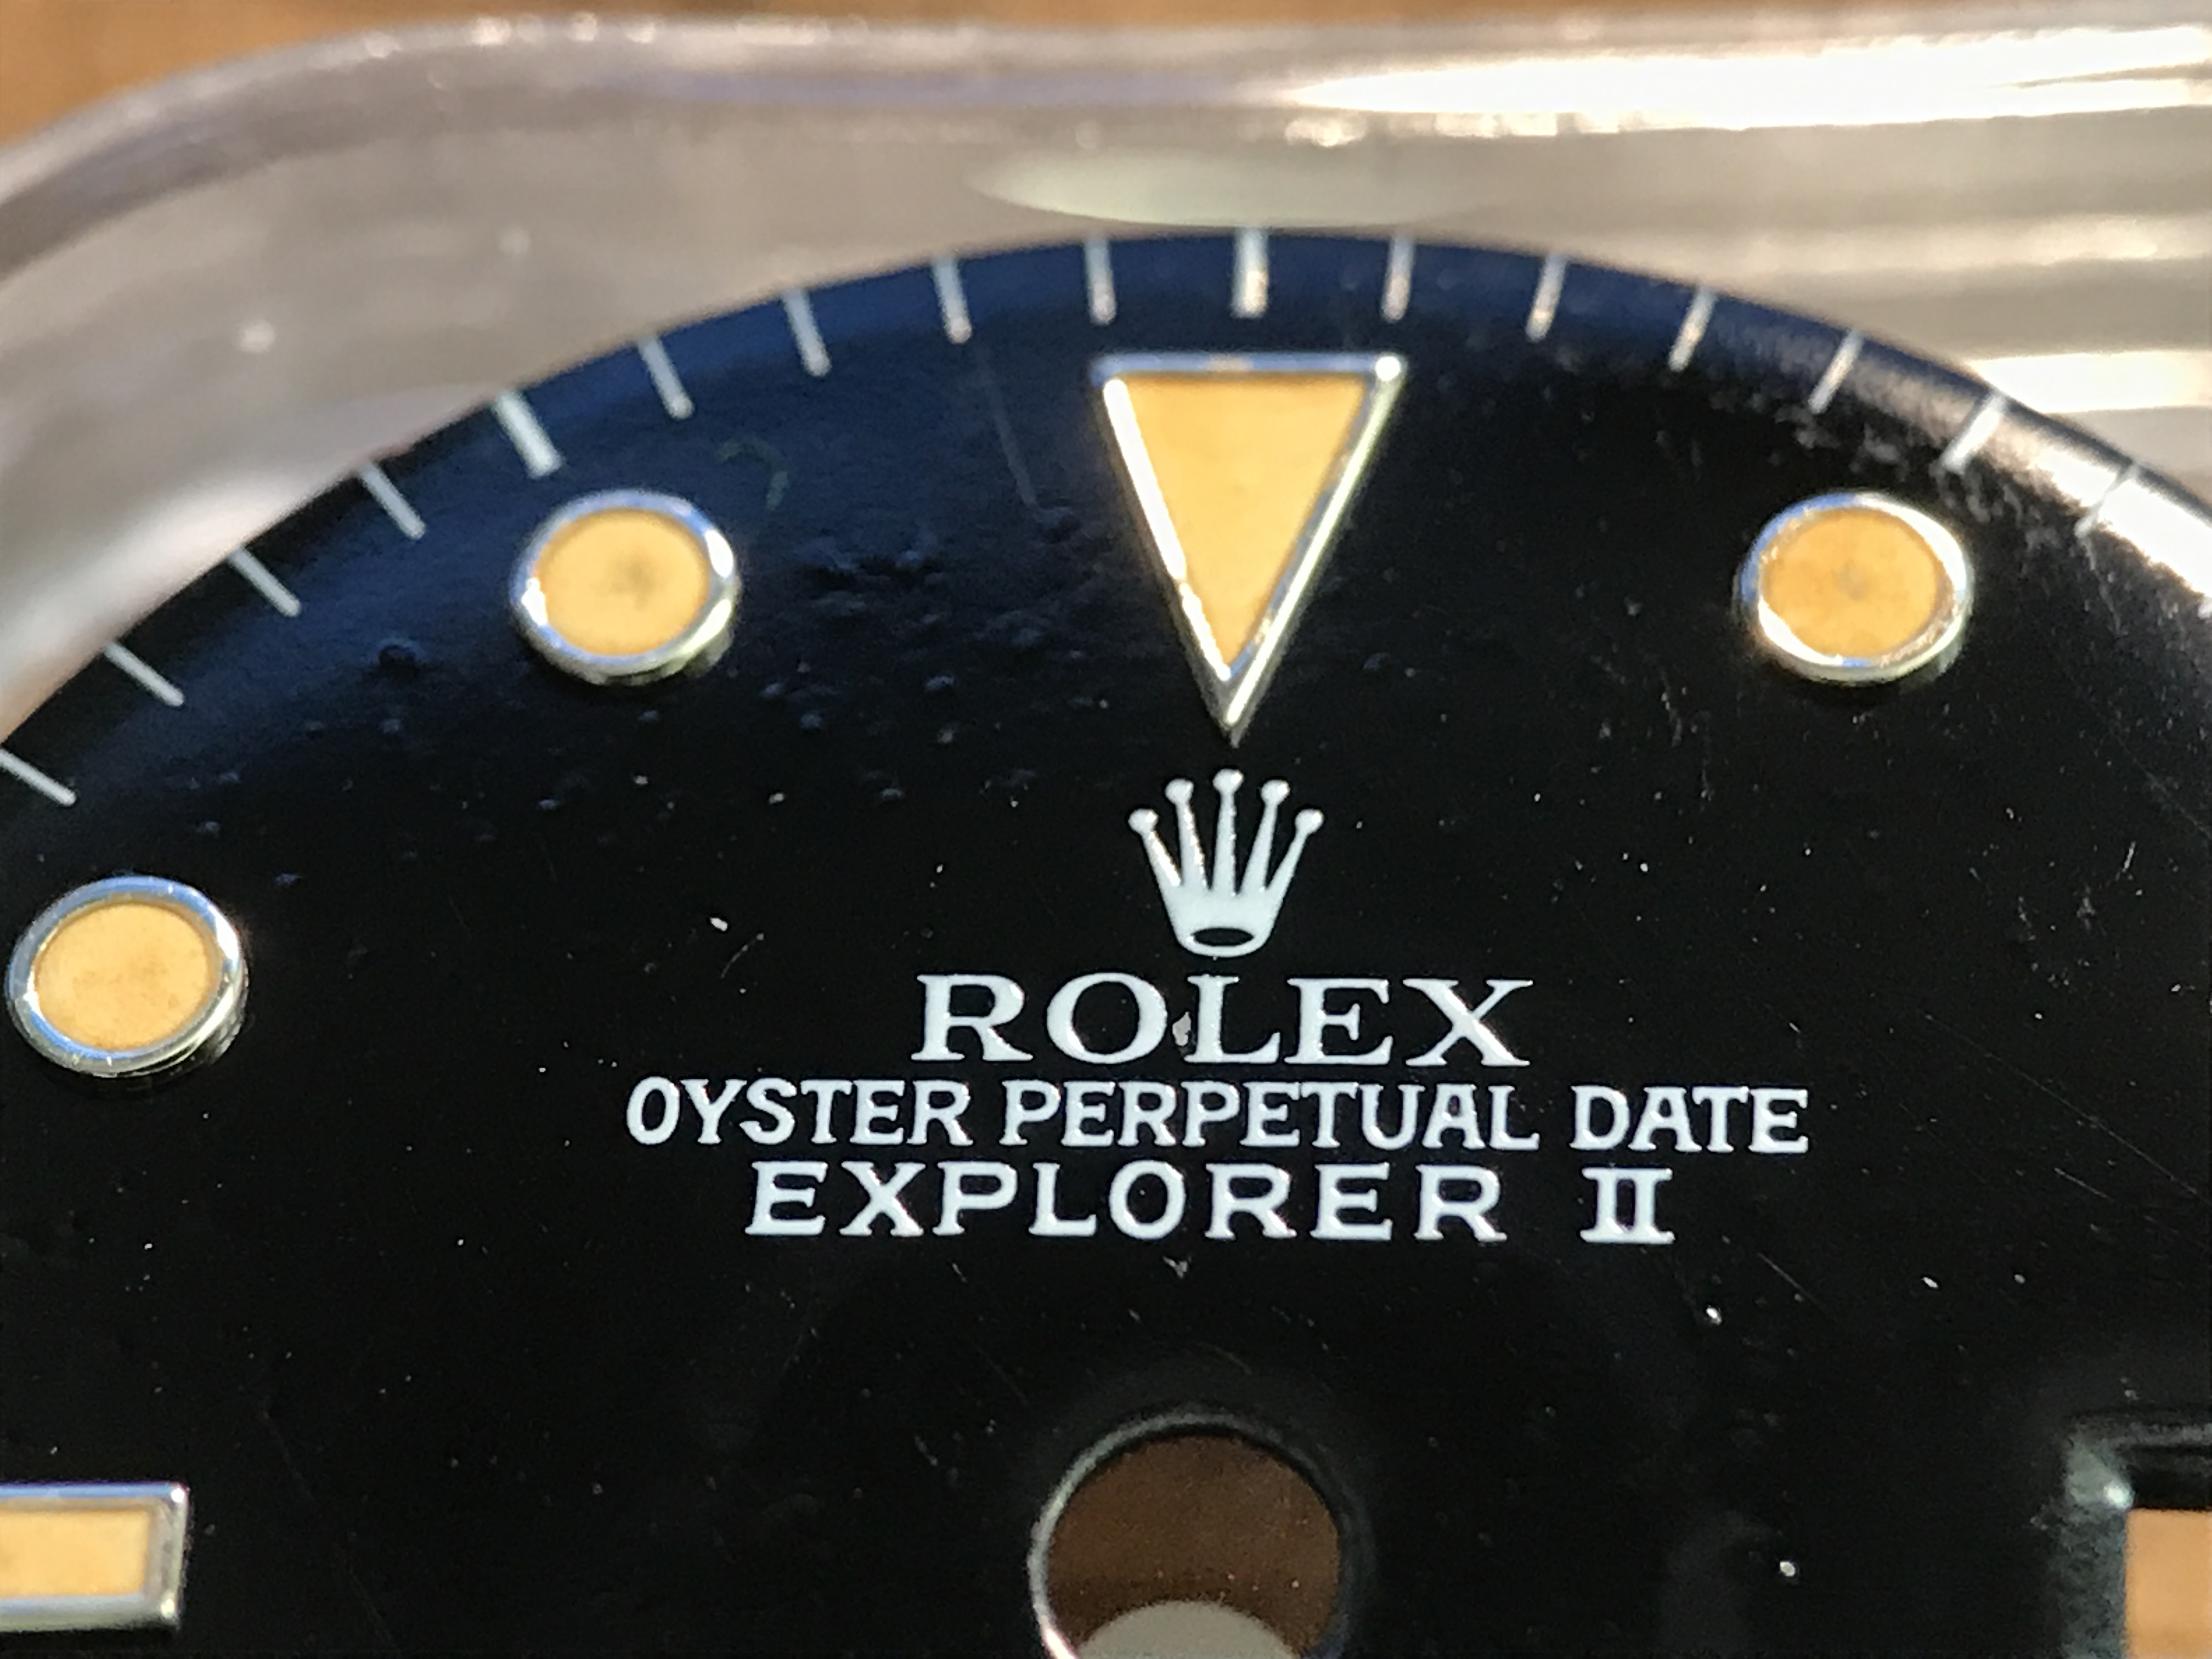 ROLEX
OYSTER PERPETUAL DATE
EXPLORER II